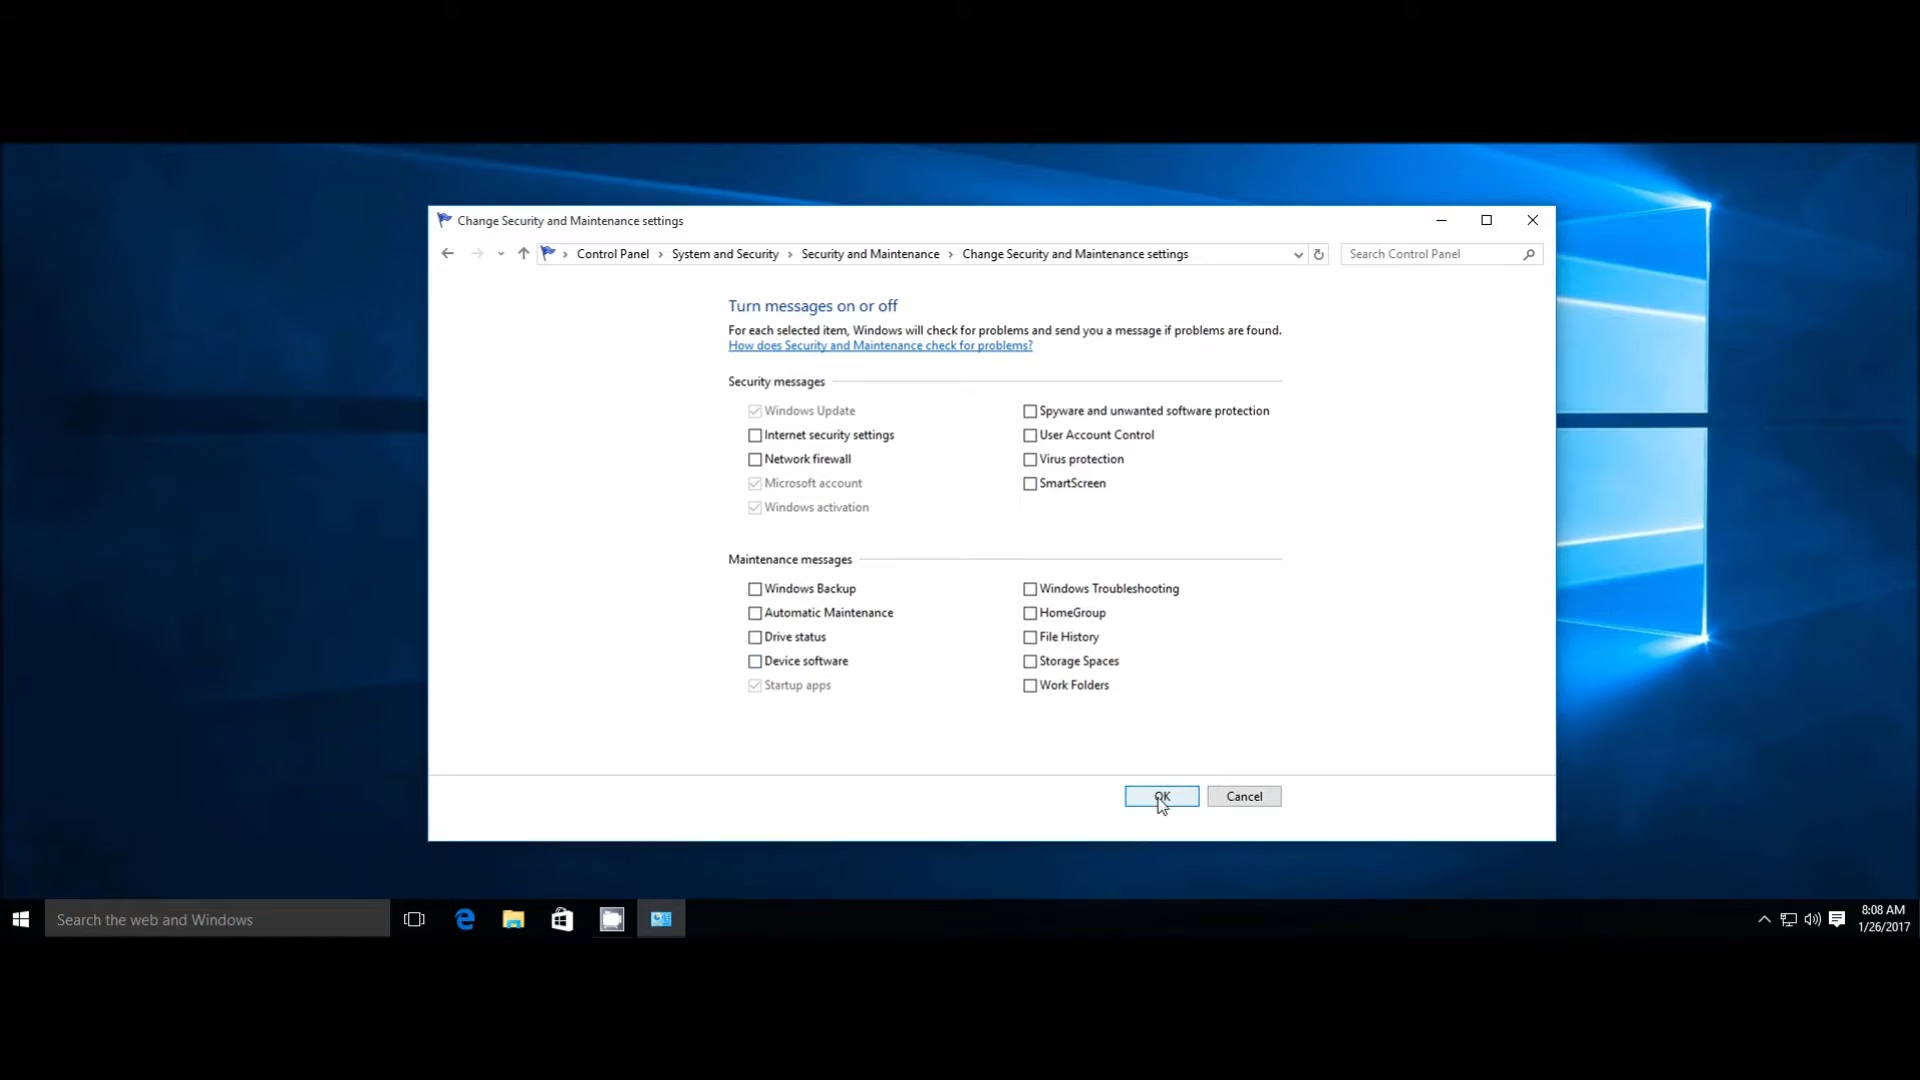 Change Security and Maintenance settings
Control Panel > System and Security > Security and Maintenance > Change Security and Maintenance settings
Search Control Panel
Turn messages on or off
For each selected item, Windows will check for problems and send you a message if problems are found.
How does Security and Maintenance check for problems?
Security messages
Windows Update
Spyware and unwanted software protection
Internet security settings
User Account Control
Network firewall
Virus protection
Microsoft account
SmartScreen
Windows activation
Maintenance messages
Windows Backup
Windows Troubleshooting
Automatic Maintenance
HomeGroup
Drive status
File History
Device software
Storage Spaces
Startup apps
Work Folders
OK
Cancel
Search the web and Windows
8:08 AM
1/26/2017